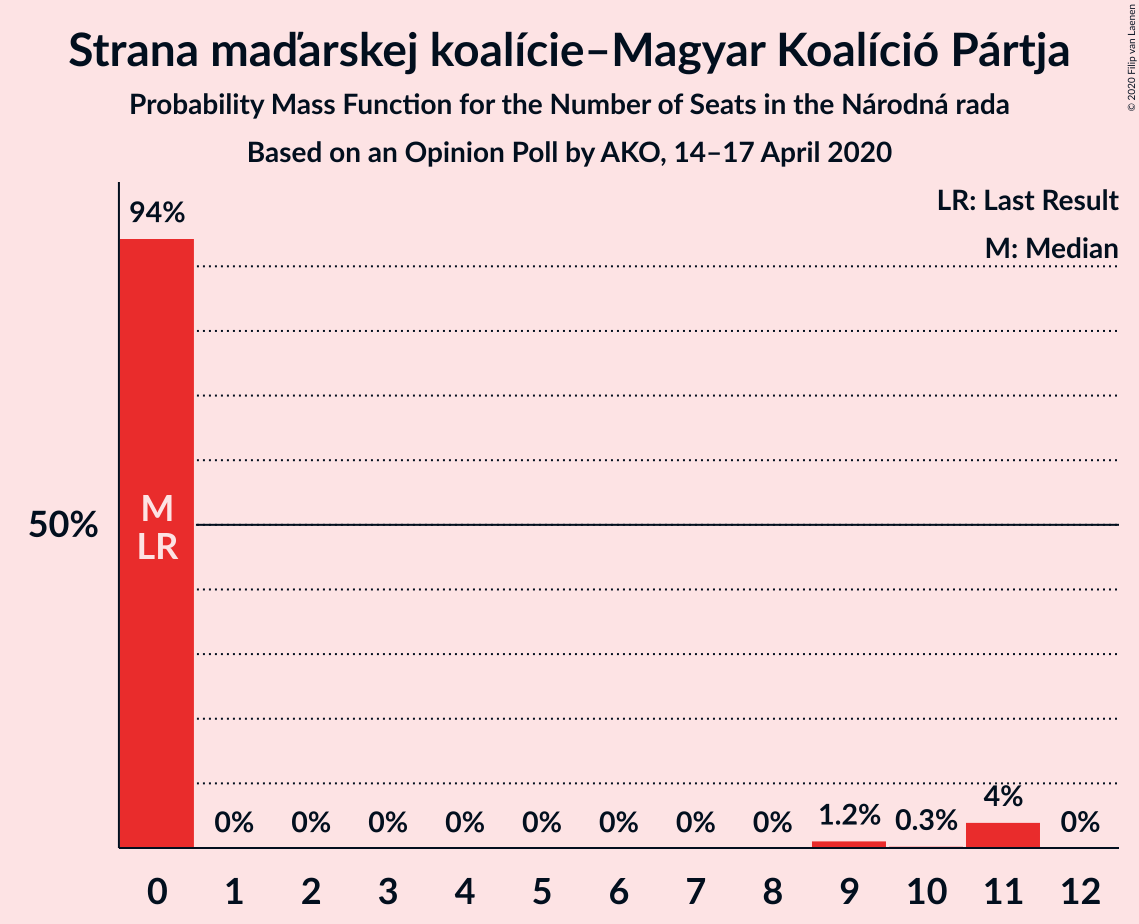 Strana maďarskej koalície–Magyar Koalíció Pártja
Probability Mass Function for the Number of Seats in the Národná rada
Based on an Opinion Poll by AKO, 14–17 April 2020
© 2020 Filip van Laenen
LR: Last Result
M: Median
94%
50%
M
LR
0% 0% 0% 0% 0% 0% 0% 0% 1.2% 0.3% 4% 0%
0 1 2 3 4 5 6 7 8 9 10 11 12